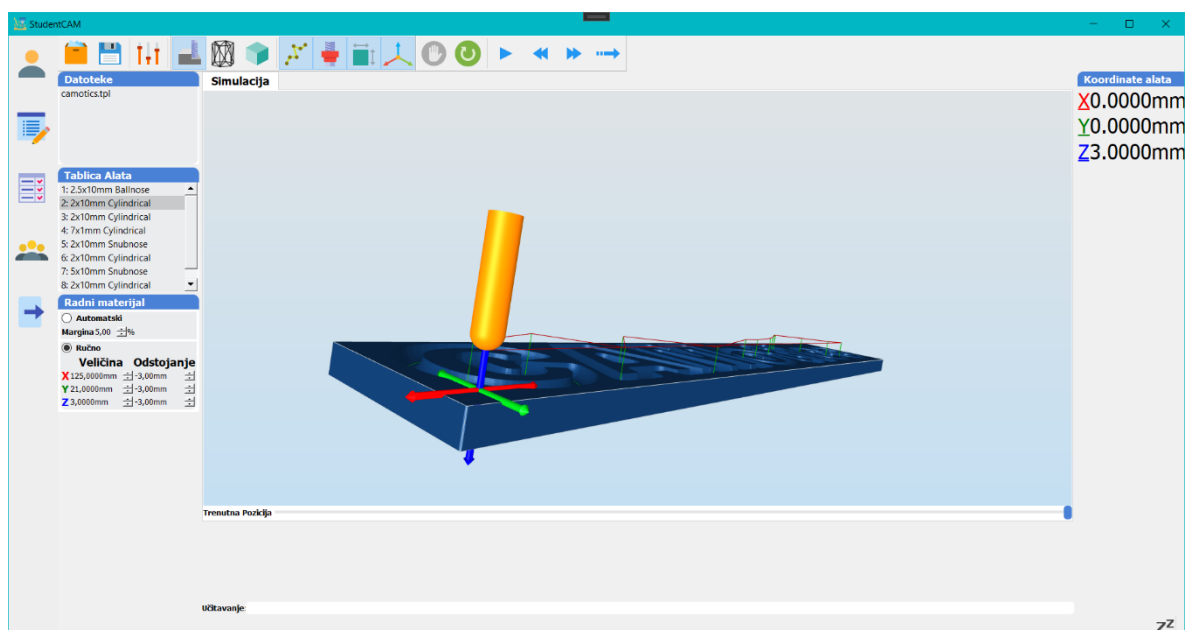 StudentCAM
Datoteke
camotics.tpl
Tablica Alata
1: 2.5x10mm Ballnose
2: 2x10mm Cylindrical
3: 2x10mm Cylindrical
4: 7x1mm Cylindrical
5: 2x10mm Snubnose
6: 2x10mm Cylindrical
7: 5x10mm Snubnose
8: 2x10mm Cylindrical
Radni materijal
Automatski
Margina 5,00 %
Ručno
Veličina Odstojanje
X 125,0000mm -3,00mm
Y 21,0000mm -3,00mm
Z 3,0000mm -3,00mm
Simulacija
Trenutna Pozicija
Učitavanje:
Koordinate alata
X0.0000mm
Y0.0000mm
Z3.0000mm
zZ